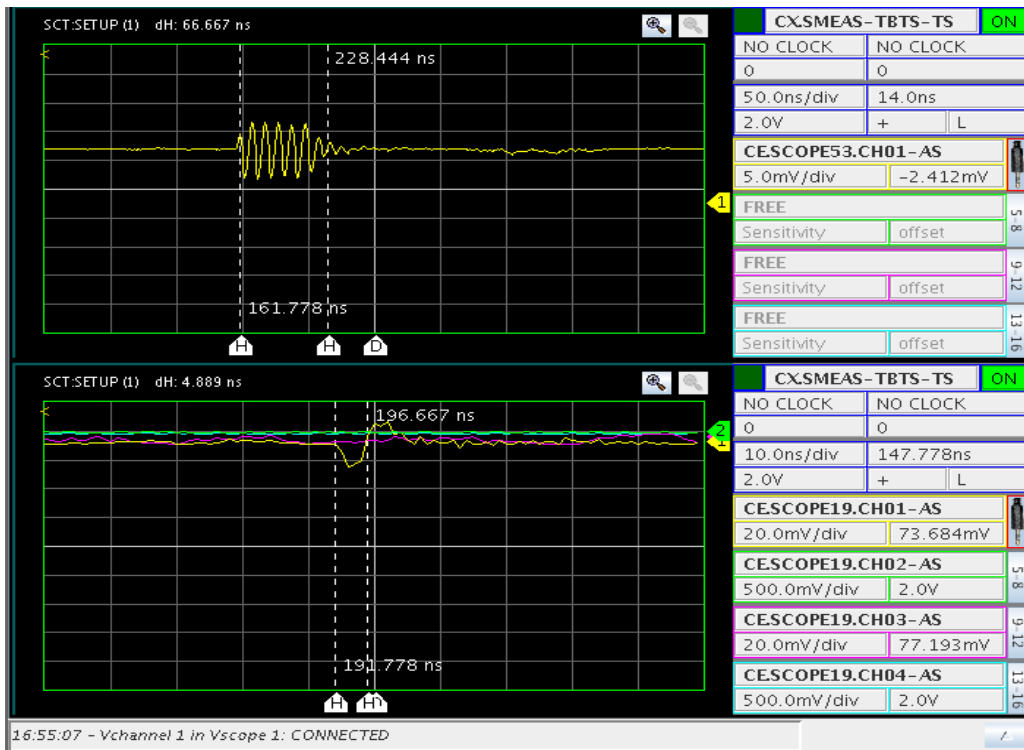 SCT:SETUP (1) dH: 66.667 ns
228.444 ns
161.778 ns
H H D
1
CX.SMEAS-TBTS-TS ON
NO CLOCK NO CLOCK
0 0
50.0ns/div 14.0ns
2.0V + L
CE.SCOPE53.CH01-AS
5.0mV/div -2.412mV
FREE
Sensitivity offset
FREE
Sensitivity offset
FREE
Sensitivity offset
5-8
9-12
13-16
SCT:SETUP (1) dH: 4.889 ns
196.667 ns
191.778 ns
H H
2
1
CX.SMEAS-TBTS-TS ON
NO CLOCK NO CLOCK
0 0
10.0ns/div 147.778ns
2.0V + L
CE.SCOPE19.CH01-AS
20.0mV/div 73.684mV
CE.SCOPE19.CH02-AS
500.0mV/div 2.0V
CE.SCOPE19.CH03-AS
20.0mV/div 77.193mV
CE.SCOPE19.CH04-AS
500.0mV/div 2.0V
5-8
9-12
13-16
16:55:07 - Vchannel 1 in Vscope 1: CONNECTED